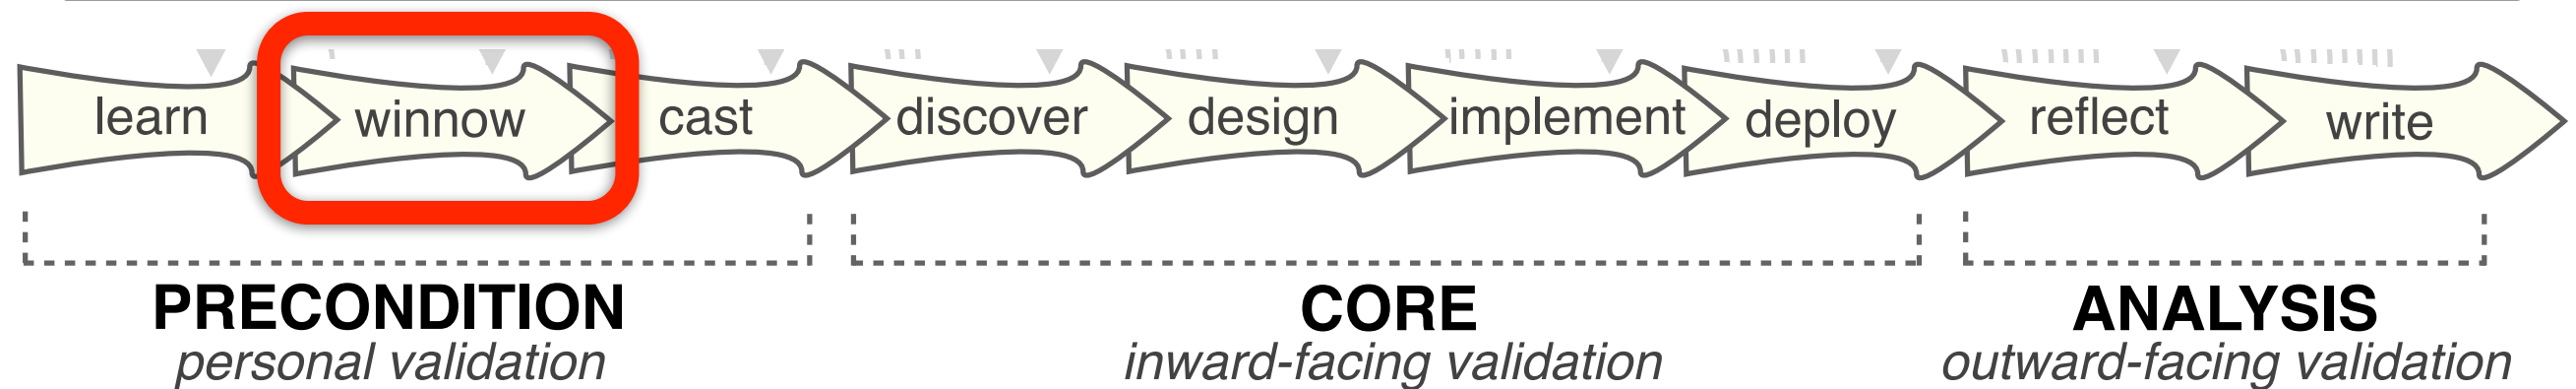 learn winnow cast discover design implement deploy reflect write
PRECONDITION CORE ANALYSIS
personal validation inward-facing validation outward-facing validation